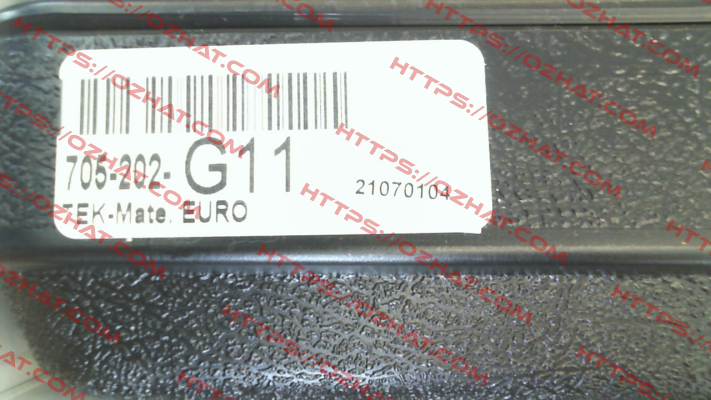 705-202-G11
21070104
TEK-Mate. EURO
HTTPS://OZHAT.COM